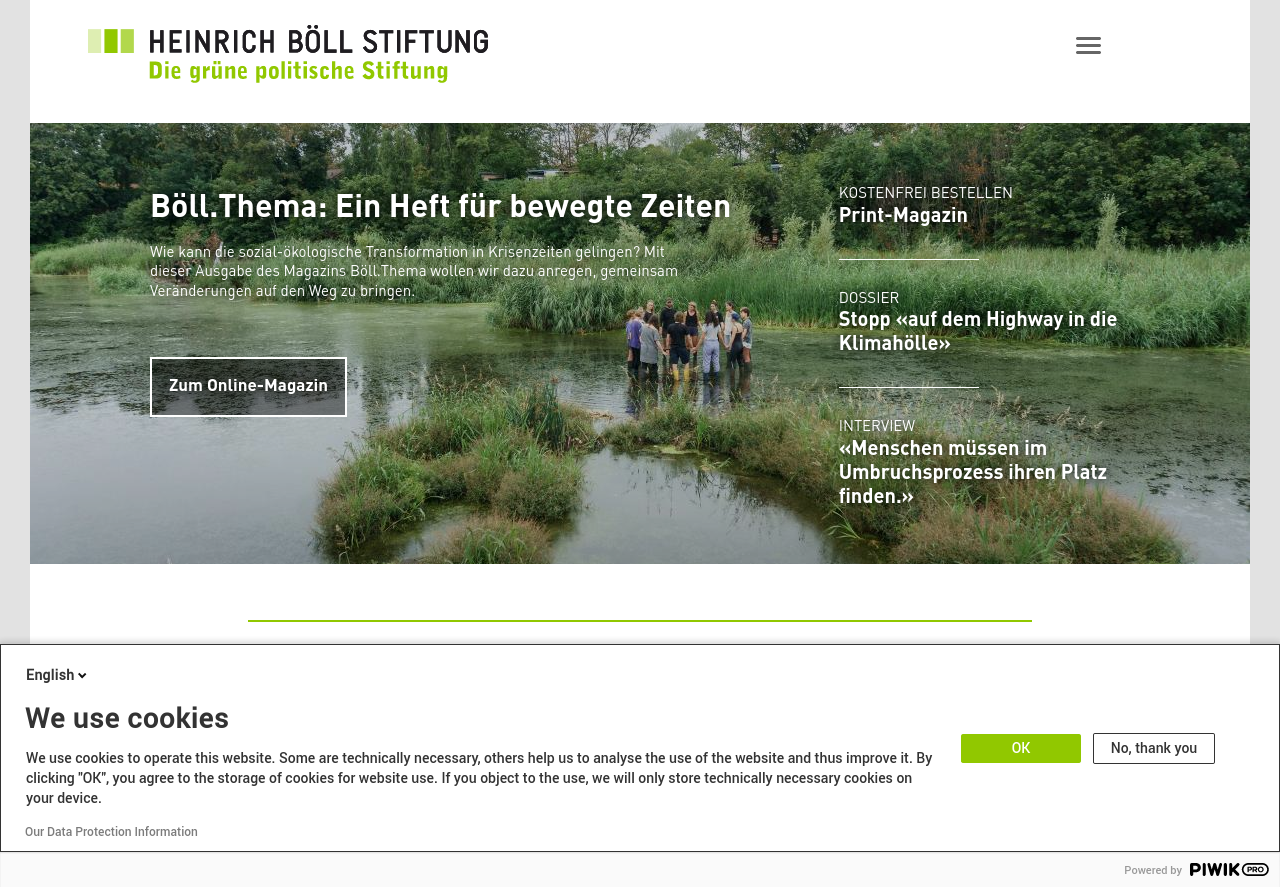 HEINRICH BÖLL STIFTUNG
Die grüne politische Stiftung
Böll.Thema: Ein Heft für bewegte Zeiten
Wie kann die sozial-ökologische Transformation in Krisenzeiten gelingen? Mit
dieser Ausgabe des Magazins Böll.Thema wollen wir dazu anregen, gemeinsam
Veränderungen auf den Weg zu bringen.
Zum Online-Magazin
KOSTENFREI BESTELLEN
Print-Magazin
DOSSIER
Stopp «auf dem Highway in die
Klimahölle»
INTERVIEW
«Menschen müssen im
Umbruchsprozess ihren Platz
finden.»
English
We use cookies
We use cookies to operate this website. Some are technically necessary, others help us to analyse the use of the website and thus improve it. By
clicking "OK", you agree to the storage of cookies for website use. If you object to the use, we will only store technically necessary cookies on
your device.
Our Data Protection Information
OK
No, thank you
Powered by PIWIK PRO